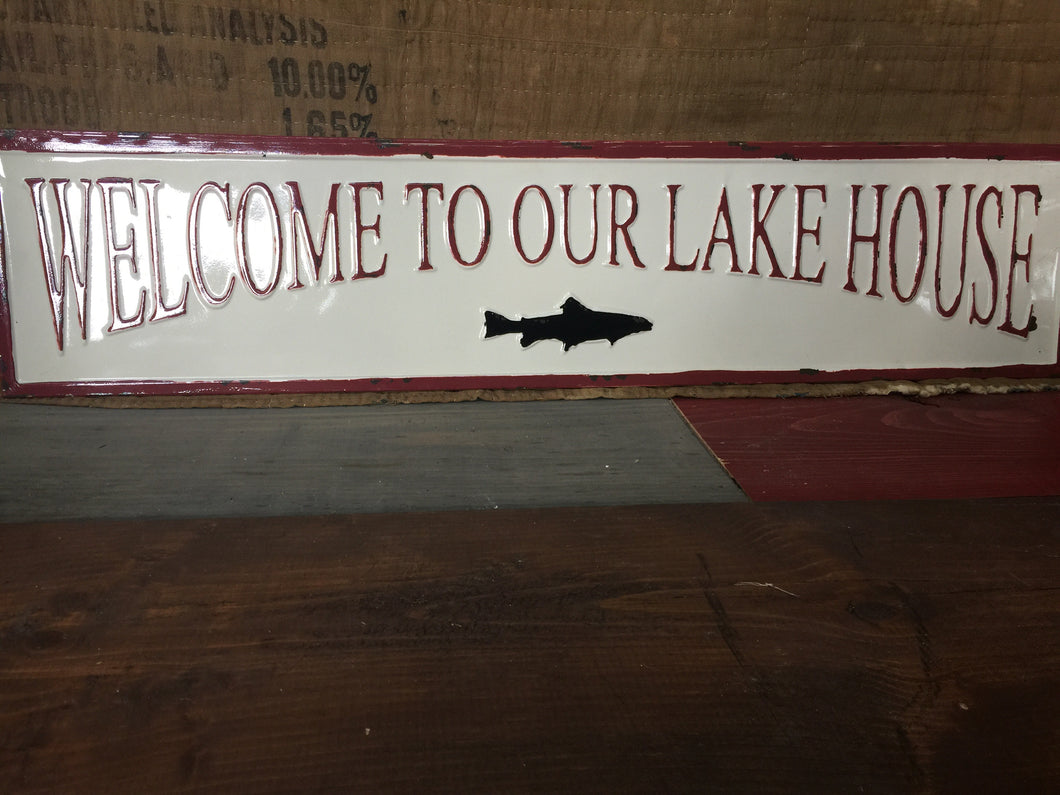 ANALYSIS
10.00%
1.65%
WELCOME TO OUR LAKE HOUSE